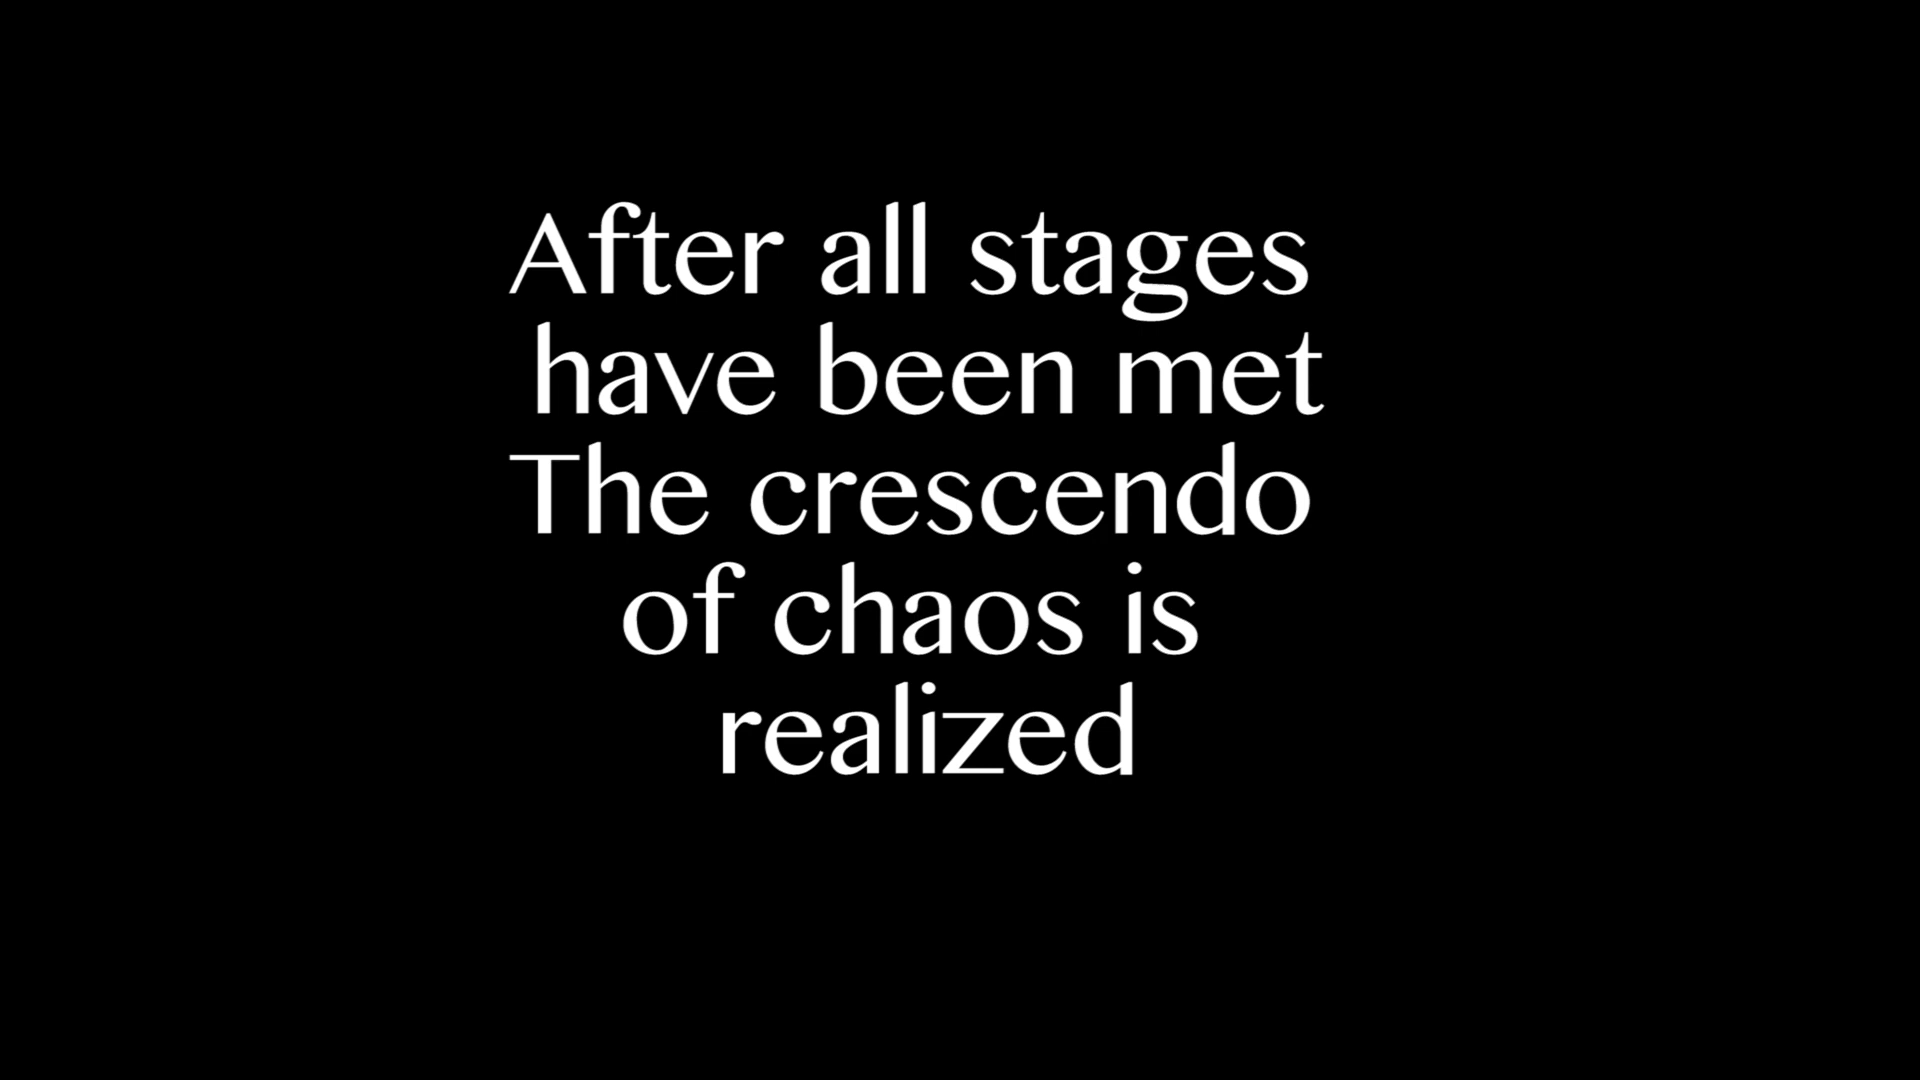 After all stages
have been met
The crescendo
of chaos is
realized